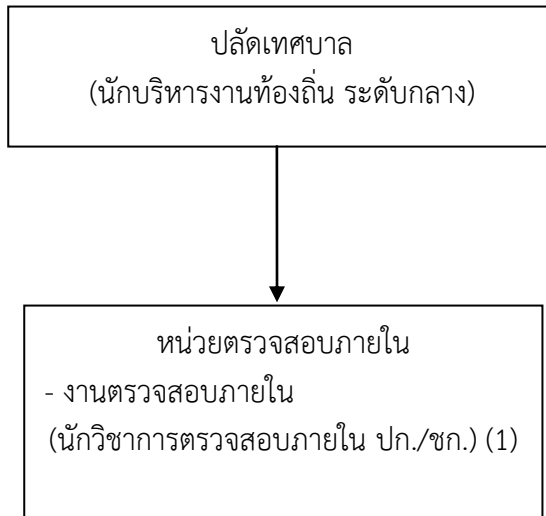 ปลัดเทศบาล
(นักบริหารงานท้องถิ่น ระดับกลาง)
หน่วยตรวจสอบภายใน
- งานตรวจสอบภายใน
(นักวิชาการตรวจสอบภายใน ปก./ชก.) (1)